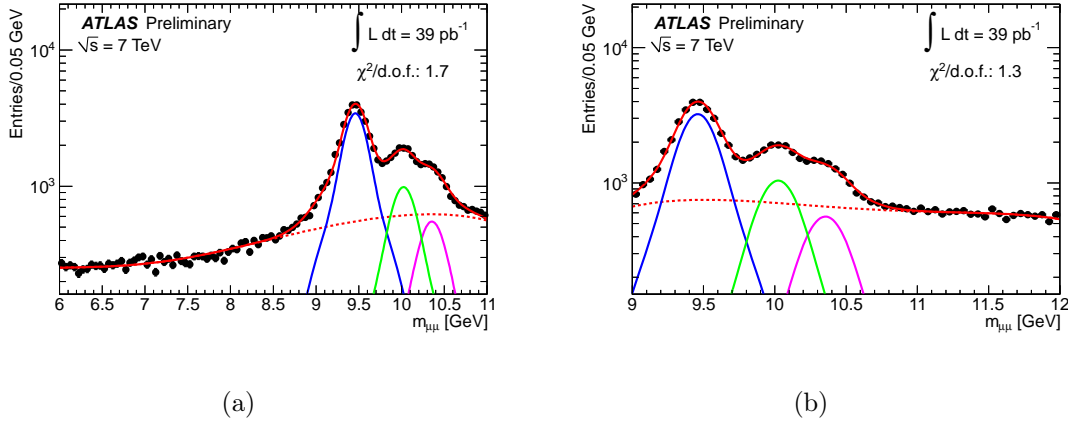 ATLAS Preliminary
√s = 7 TeV
∫ L dt = 39 pb⁻¹
χ²/d.o.f.: 1.7
Entries/0.05 GeV
10⁴
10³
6 6.5 7 7.5 8 8.5 9 9.5 10 10.5 11
m_μμ [GeV]
(a)
ATLAS Preliminary
√s = 7 TeV
∫ L dt = 39 pb⁻¹
χ²/d.o.f.: 1.3
Entries/0.05 GeV
10⁴
10³
9 9.5 10 10.5 11 11.5 12
m_μμ [GeV]
(b)